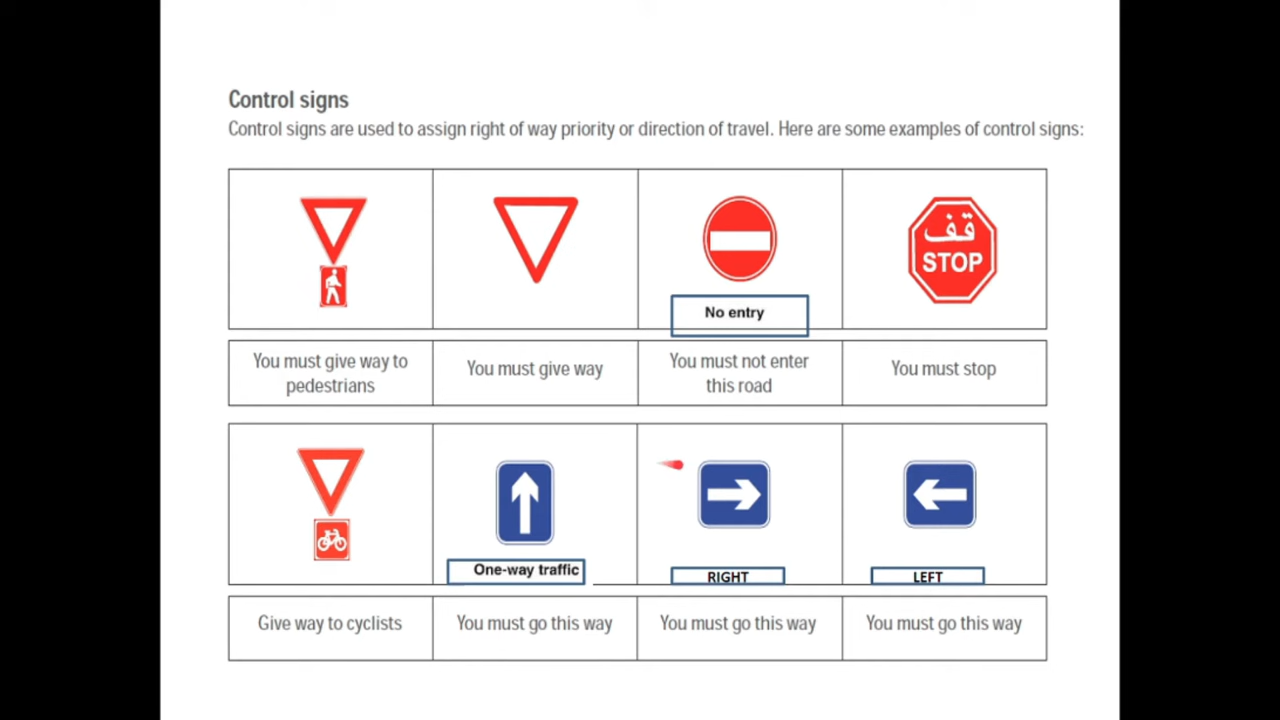 Control signs
Control signs are used to assign right of way priority or direction of travel. Here are some examples of control signs:
قف
STOP
No entry
You must give way to
pedestrians
You must give way
You must not enter
this road
You must stop
One-way traffic
RIGHT
LEFT
Give way to cyclists
You must go this way
You must go this way
You must go this way